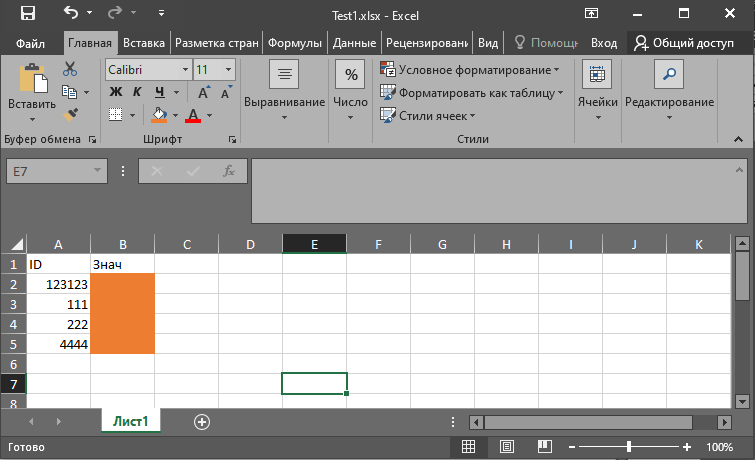 Test1.xlsx - Excel
Файл Главная Вставка Разметка стран Формулы Данные Рецензировань Вид Помощн Вход Общий доступ
Calibri 11 Условное форматирование
Вставить Ж К Ч А А Выравнивание % Число Форматировать как таблицу Ячейки Редактирование
А Стили ячеек
Буфер обмена Шрифт Стили
E7 fx
A B C D E F G H I J K
1 ID Знач
2 123123
3 111
4 222
5 4444
6
7
8
Лист1
Готово 100%